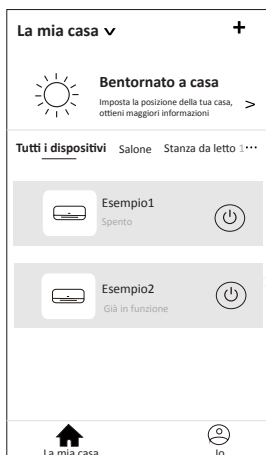 La mia casa
Bentornato a casa
Imposta la posizione della tua casa,
ottieni maggiori informazioni
Tutti i dispositivi Salone Stanza da letto 1···
Esempio1
Spento
Esempio2
Già in funzione
La mia casa Io